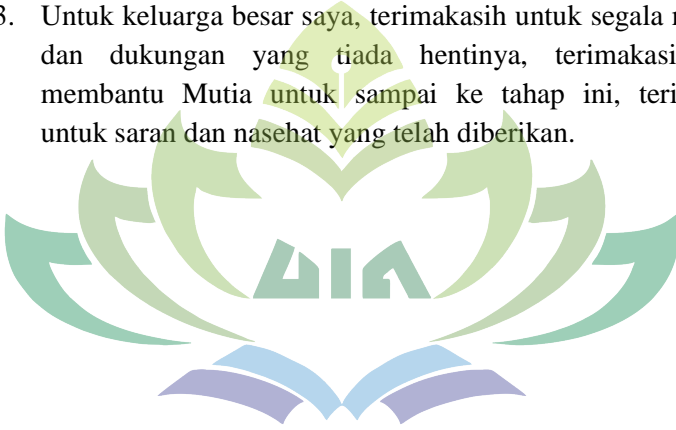 3. Untuk keluarga besar saya, terimakasih untuk segala
dan dukungan yang tiada hentinya,
membantu Mutia untuk sampai ke tahap ini,
untuk saran dan nasehat yang telah diberikan.
UIN